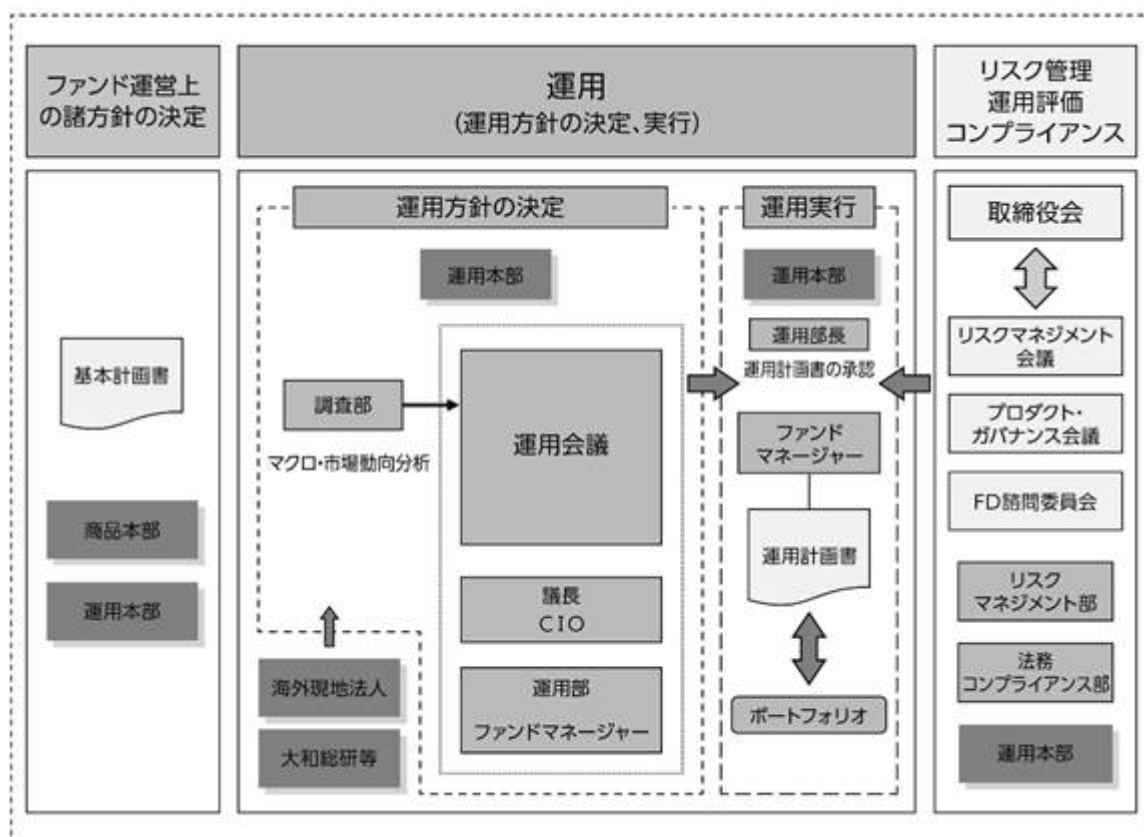 ファンド運営上
の諸方針の決定
運用
(運用方針の決定、実行)
リスク管理
運用評価
コンプライアンス
基本計画書
商品本部
運用本部
運用方針の決定
運用本部
調査部
マクロ・市場動向分析
運用会議
議長
CIO
運用部
ファンドマネージャー
海外現地法人
大和総研等
運用実行
運用本部
運用部長
運用計画書の承認
ファンド
マネージャー
運用計画書
ポートフォリオ
取締役会
リスクマネジメント
会議
プロダクト・
ガバナンス会議
FD諮問委員会
リスク
マネジメント部
法務
コンプライアンス部
運用本部